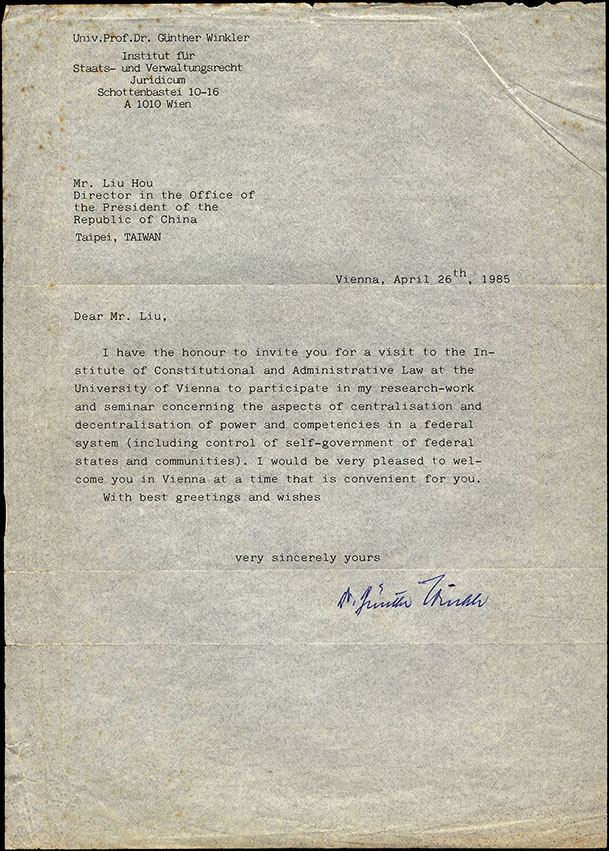 Univ.Prof.Dr. Günther Winkler
Institut für
Staats- und Verwaltungsrecht
Juridicum
Schottenbastei 10-16
A 1010 Wien
Mr. Liu Hou
Director in the Office of
the President of the
Republic of China
Taipei, TAIWAN
Vienna, April 26th, 1985
Dear Mr. Liu,
I have the honour to invite you for a visit to the In-
stitute of Constitutional and Administrative Law at the
University of Vienna to participate in my research-work
and seminar concerning the aspects of centralisation and
decentralisation of power and competencies in a federal
system (including control of self-government of federal
states and communities). I would be very pleased to wel-
come you in Vienna at a time that is convenient for you.
With best greetings and wishes
very sincerely yours
Dr. Günther Winkler